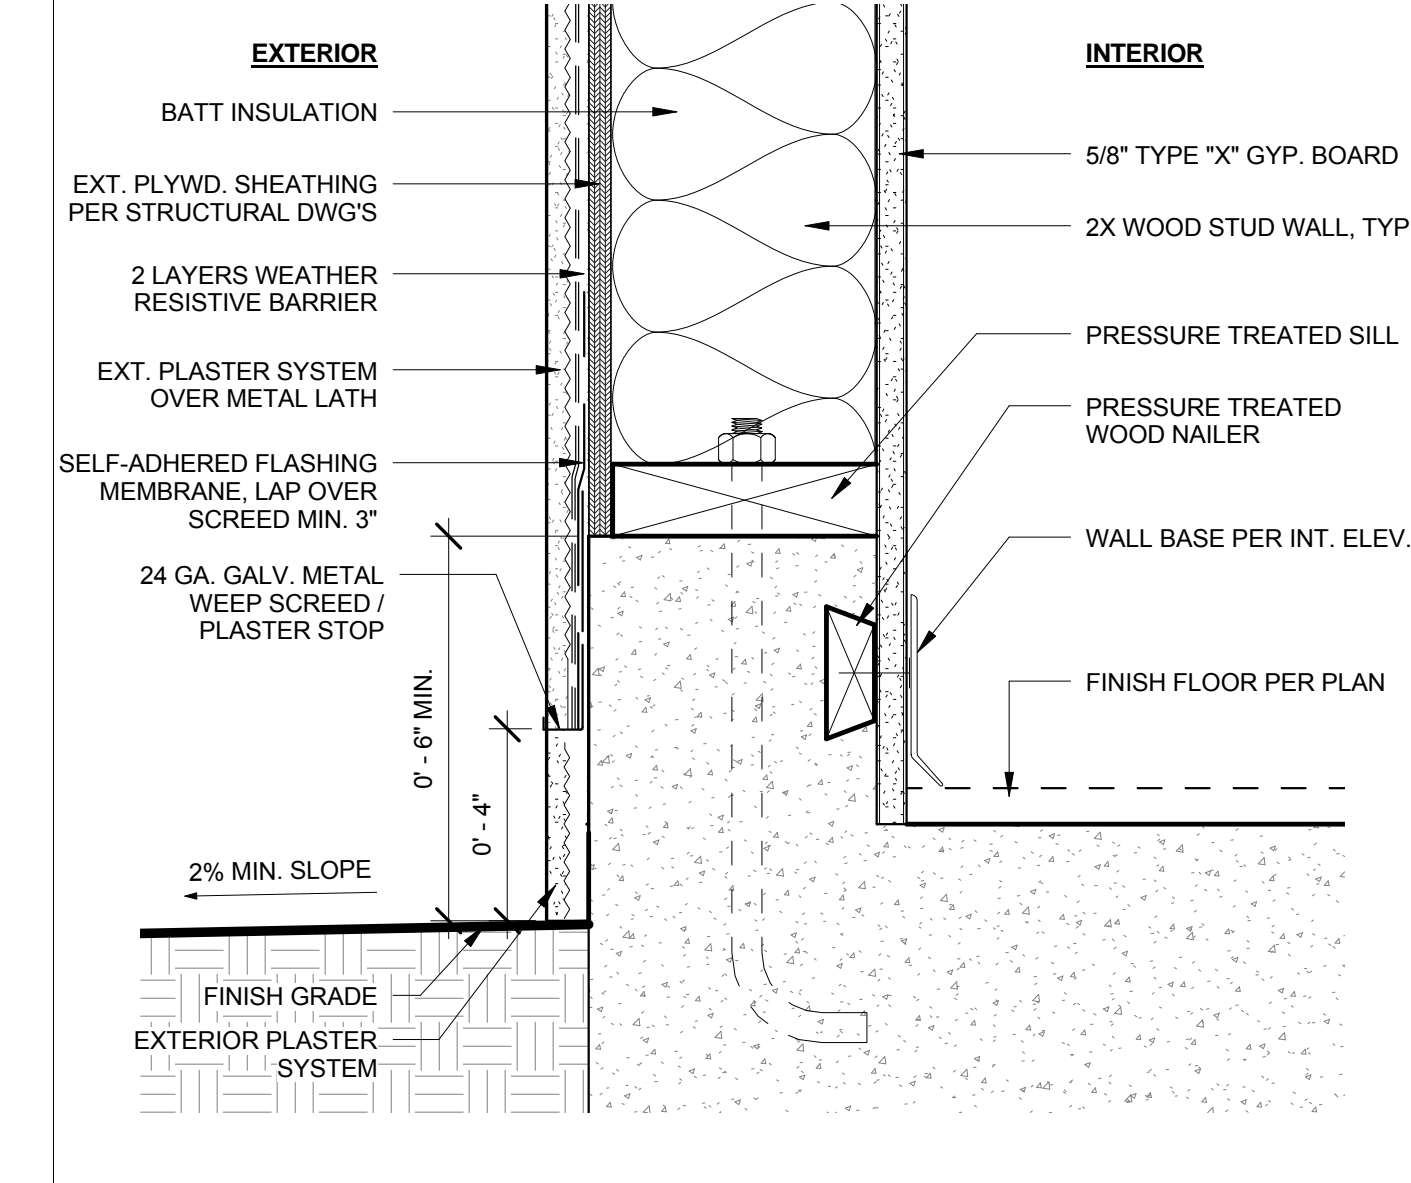 EXTERIOR
BATT INSULATION
EXT. PLYWD. SHEATHING
PER STRUCTURAL DWG'S
2 LAYERS WEATHER
RESISTIVE BARRIER
EXT. PLASTER SYSTEM
OVER METAL LATH
SELF-ADHERED FLASHING
MEMBRANE, LAP OVER
SCREED MIN. 3"
24 GA. GALV. METAL
WEEP SCREED /
PLASTER STOP
0' - 6" MIN.
0' - 4"
2% MIN. SLOPE
FINISH GRADE
EXTERIOR PLASTER
SYSTEM
INTERIOR
5/8" TYPE "X" GYP. BOARD
2X WOOD STUD WALL, TYP
PRESSURE TREATED SILL
PRESSURE TREATED
WOOD NAILER
WALL BASE PER INT. ELEV.
FINISH FLOOR PER PLAN